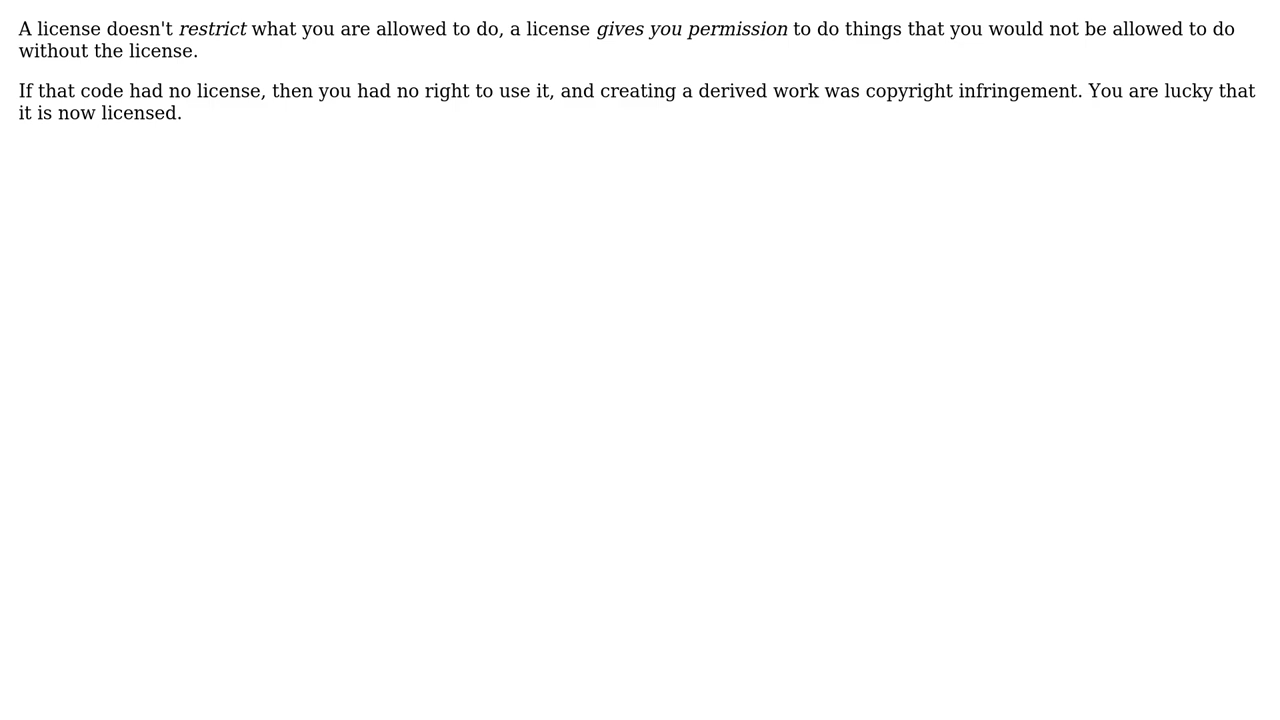 A license doesn't restrict what you are allowed to do, a license gives you permission to do things that you would not be allowed to do
without the license.
If that code had no license, then you had no right to use it, and creating a derived work was copyright infringement. You are lucky that
it is now licensed.